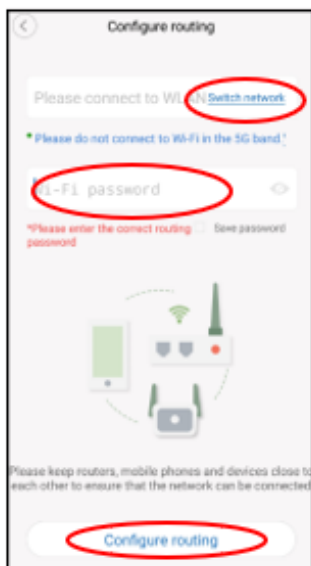 Configure routing
Please connect to WLAN Switch network
* Please do not connect to Wi-Fi in the 5G band.
Wi-Fi password
*Please enter the correct routing Save password
password
Please keep routers, mobile phones and devices close to
each other to ensure that the network can be connected
Configure routing